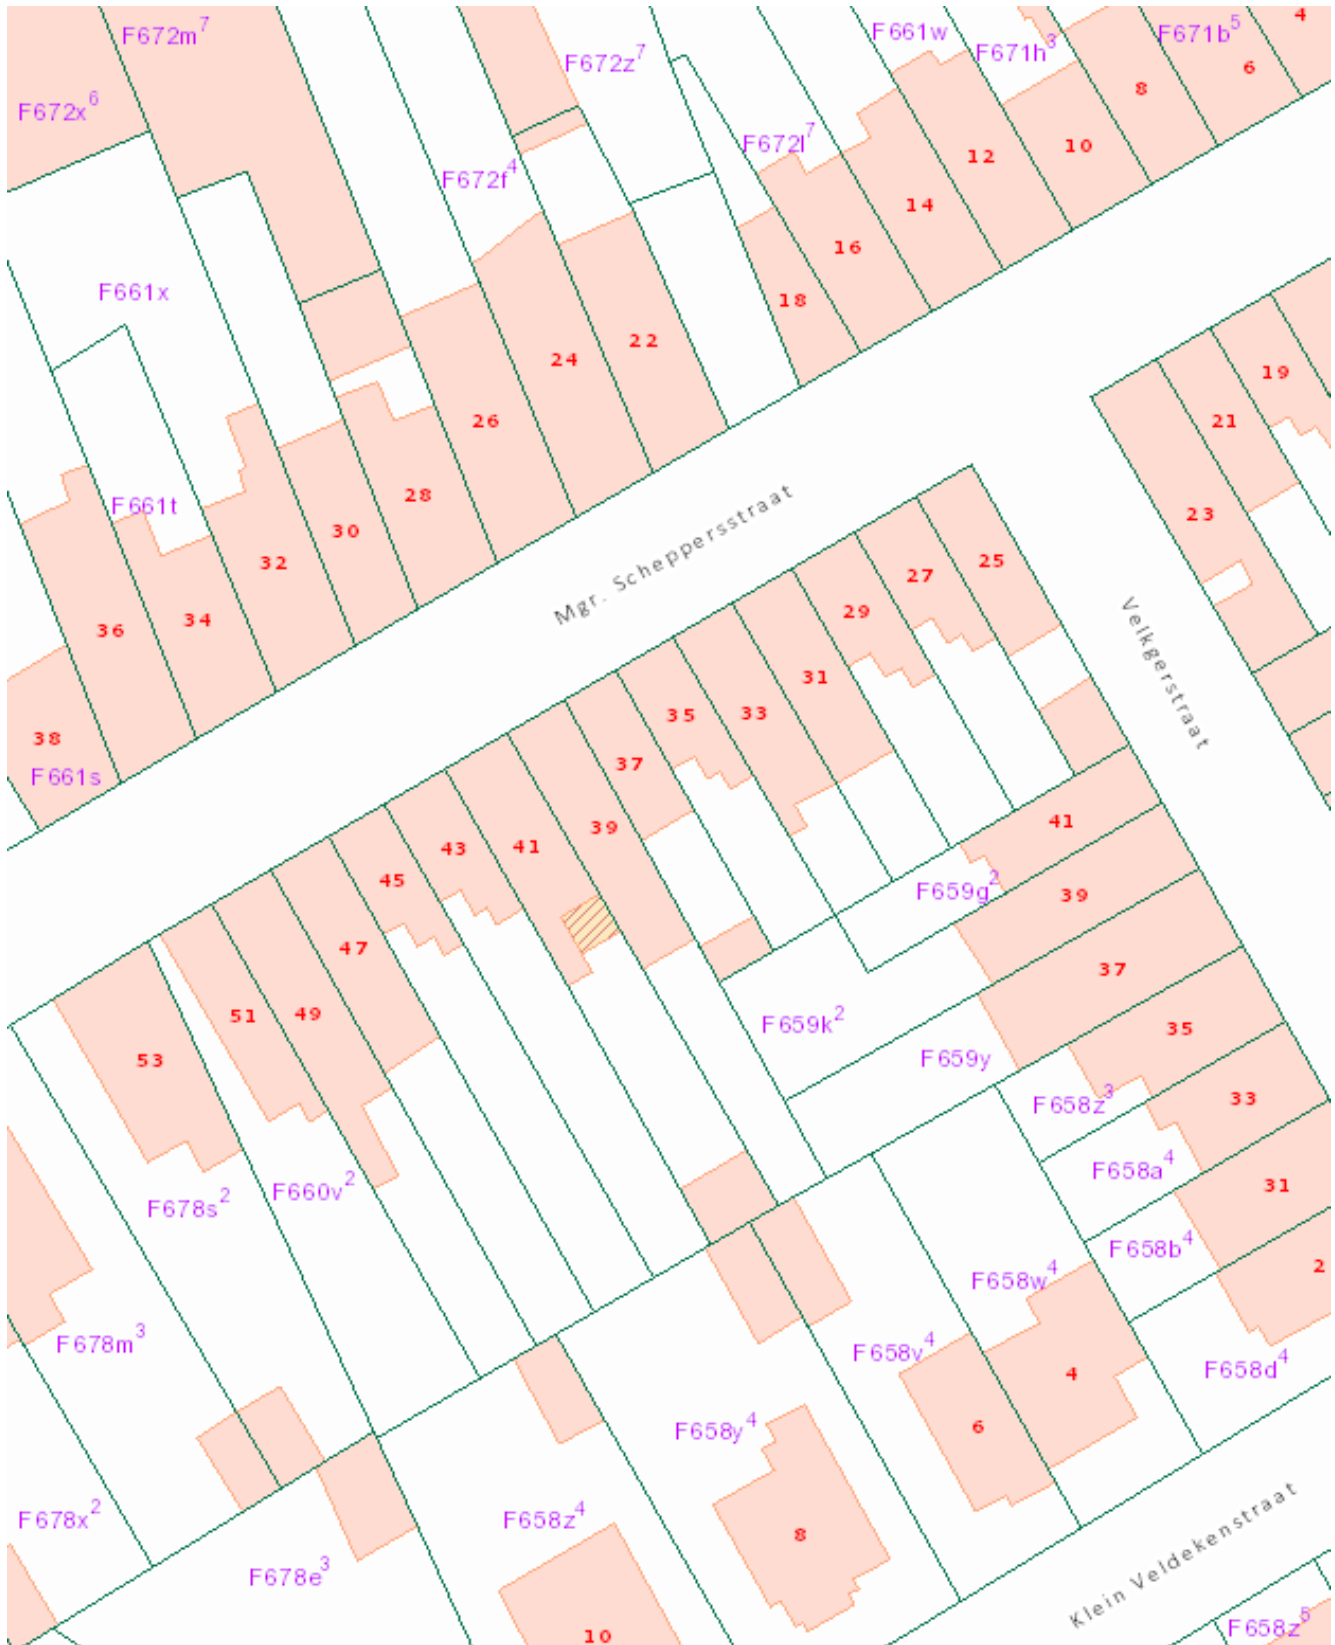 4
F661w
F672m⁷
F671b⁵
F671h³
F672z⁷
6
8
F672x⁶
F672l⁷
10
12
F672f⁴
14
16
F661x
18
22
24
19
26
21
28
F661t
23
30
Mgr. Scheppersstraat
25
32
27
29
34
36
Velkgerstraat
31
33
35
38
37
F661s
41
39
41
43
45
F659g²
39
47
37
F659k²
49
51
35
53
F659y
33
F658z³
F658a⁴
31
F660v²
F678s²
F658b⁴
2
F658w⁴
F678m³
F658v⁴
4
F658d⁴
6
F658y⁴
F678x²
F658z⁴
8
Klein Veldekenstraat
F678e³
F658z⁵
10